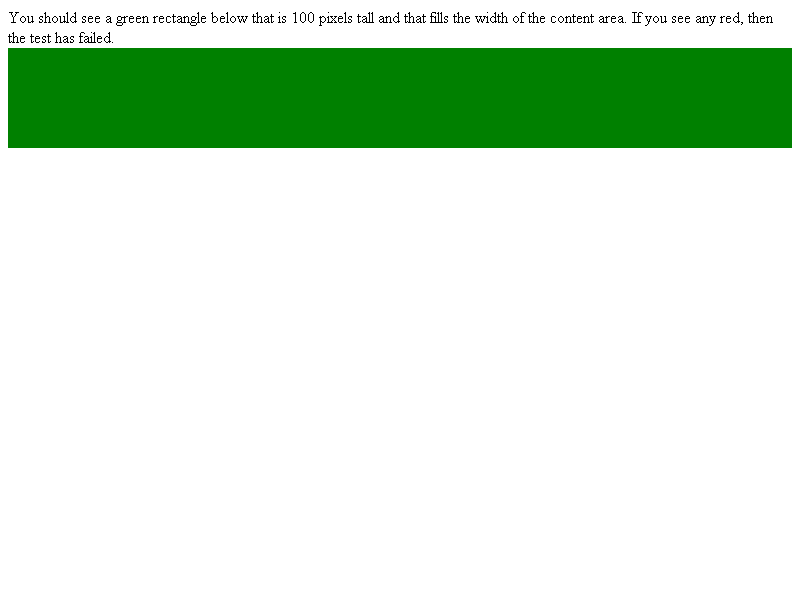 You should see a green rectangle below that is 100 pixels tall and that fills the width of the content area. If you see any red, then
the test has failed.